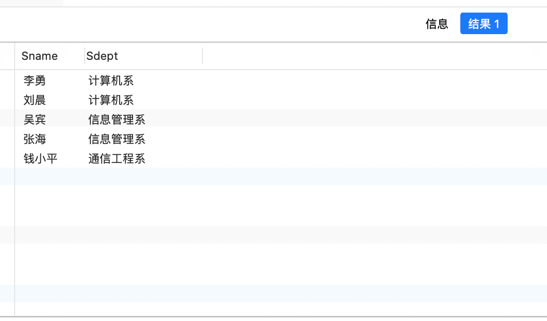 信息 结果 1
Sname Sdept
李勇 计算机系
刘晨 计算机系
吴宾 信息管理系
张海 信息管理系
钱小平 通信工程系